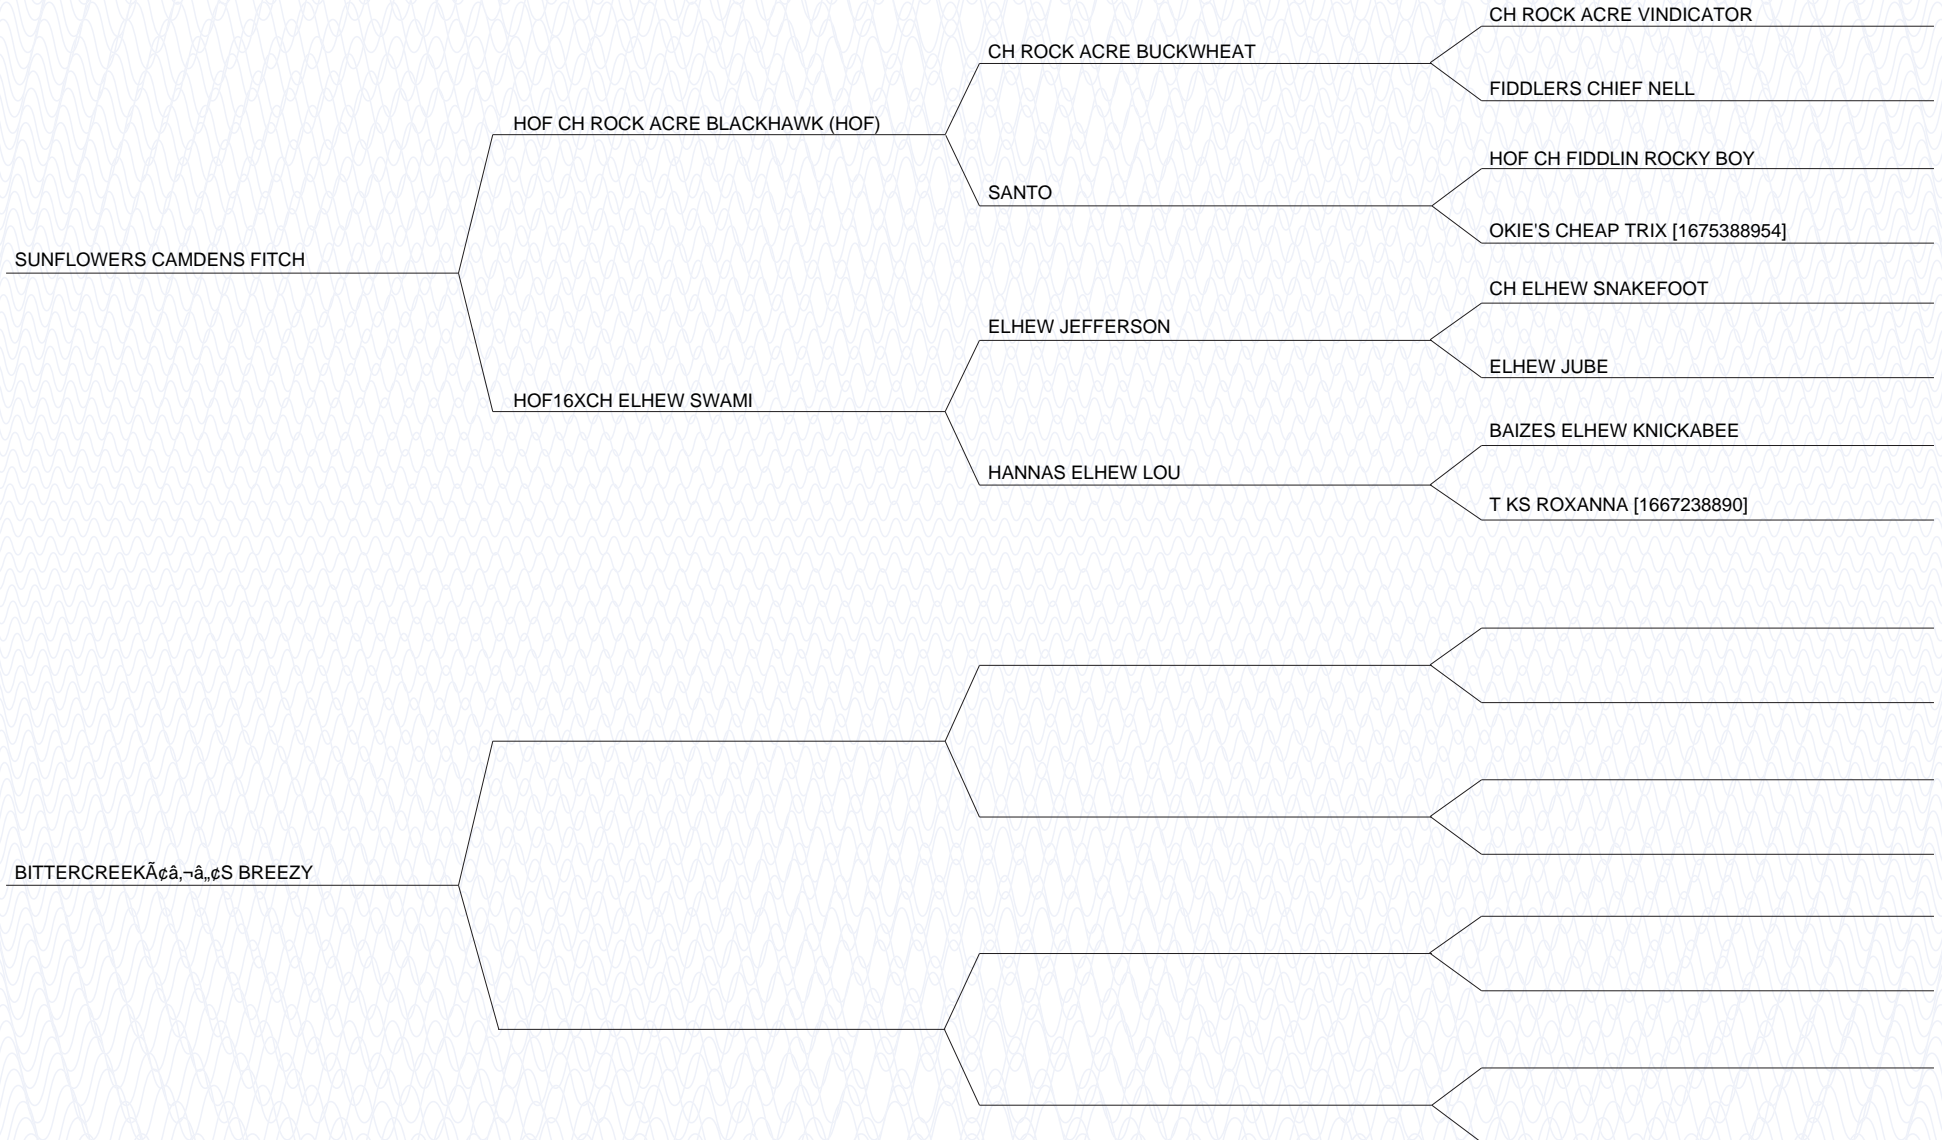 CH ROCK ACRE VINDICATOR
CH ROCK ACRE BUCKWHEAT
FIDDLERS CHIEF NELL
HOF CH ROCK ACRE BLACKHAWK (HOF)
HOF CH FIDDLIN ROCKY BOY
SANTO
OKIE'S CHEAP TRIX [1675388954]
SUNFLOWERS CAMDENS FITCH
CH ELHEW SNAKEFOOT
ELHEW JEFFERSON
ELHEW JUBE
HOF16XCH ELHEW SWAMI
BAIZES ELHEW KNICKABEE
HANNAS ELHEW LOU
T KS ROXANNA [1667238890]
BITTERCREEKÃ¢â‚¬â„¢S BREEZY